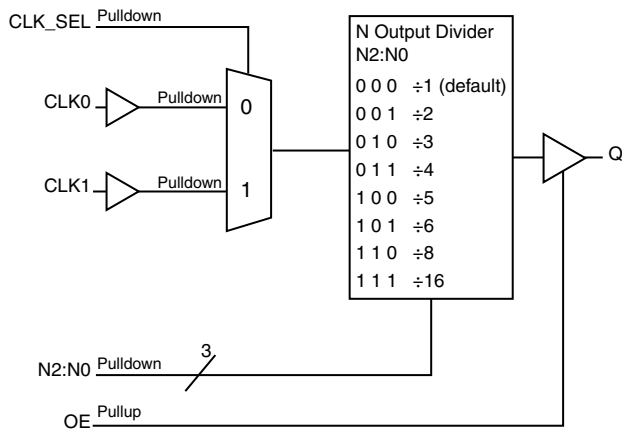 CLK_SEL Pulldown
CLK0 Pulldown 0
CLK1 Pulldown 1
N Output Divider
N2:N0
0 0 0 ÷1 (default)
0 0 1 ÷2
0 1 0 ÷3
0 1 1 ÷4
1 0 0 ÷5
1 0 1 ÷6
1 1 0 ÷8
1 1 1 ÷16
Q
N2:N0 Pulldown 3
OE Pullup